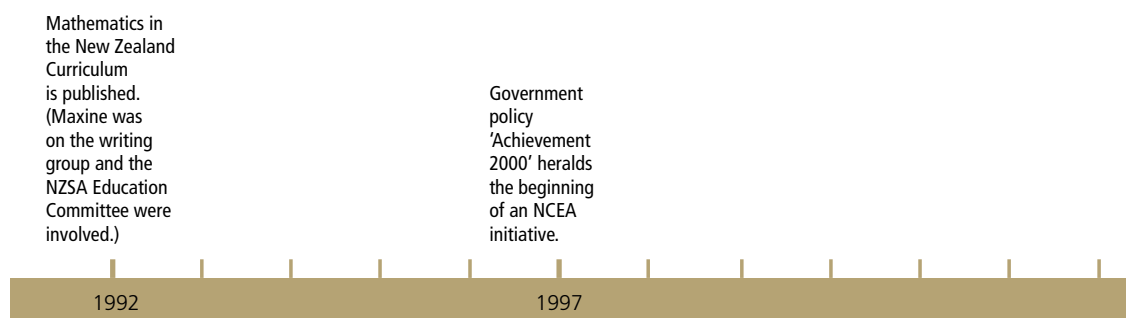 Mathematics in
the New Zealand
Curriculum
is published.
(Maxine was
on the writing
group and the
NZSA Education
Committee were
involved.)
Government
policy
'Achievement
2000' heralds
the beginning
of an NCEA
initiative.
1992
1997